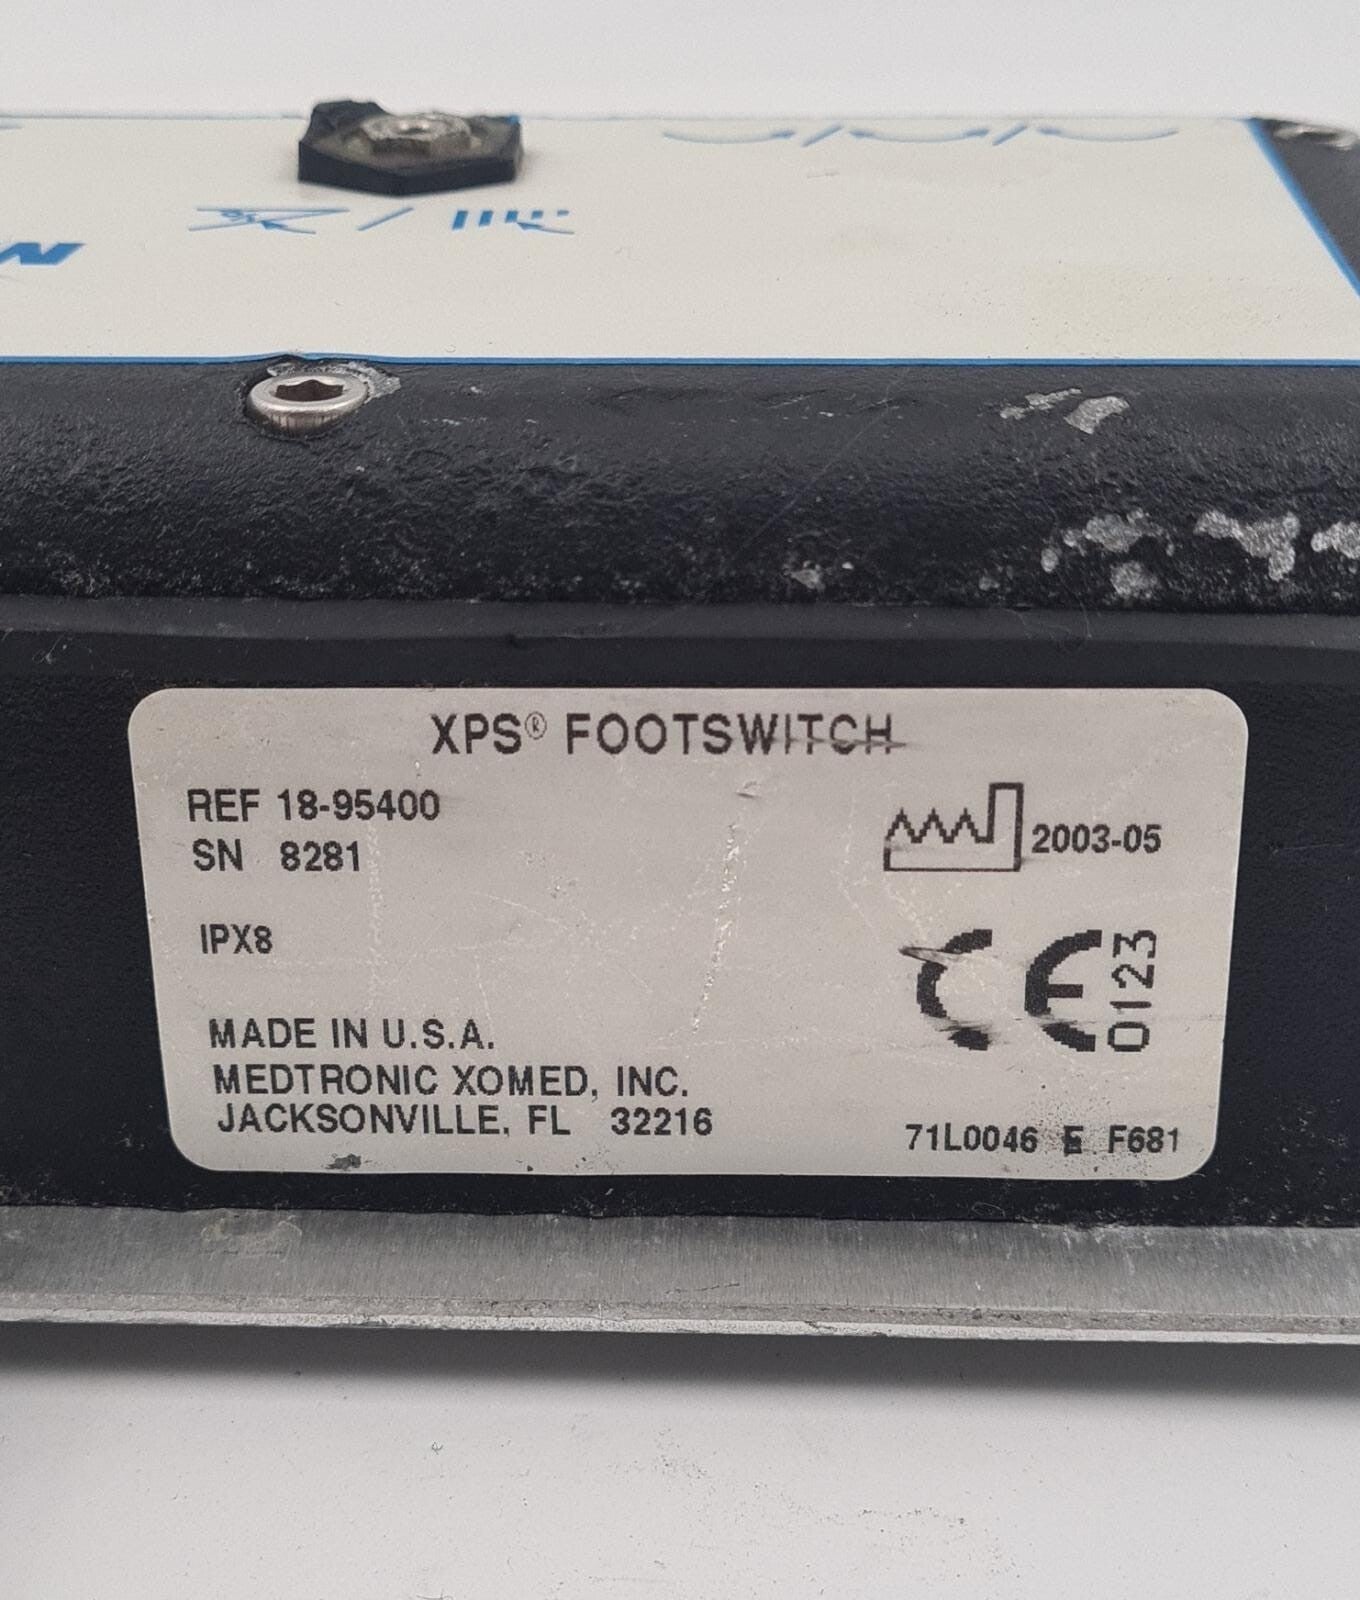 XPS® FOOTSWITCH
REF 18-95400
SN 8281
2003-05
IPX8
CE 0123
MADE IN U.S.A.
MEDTRONIC XOMED, INC.
JACKSONVILLE, FL 32216
71L0046 E F681